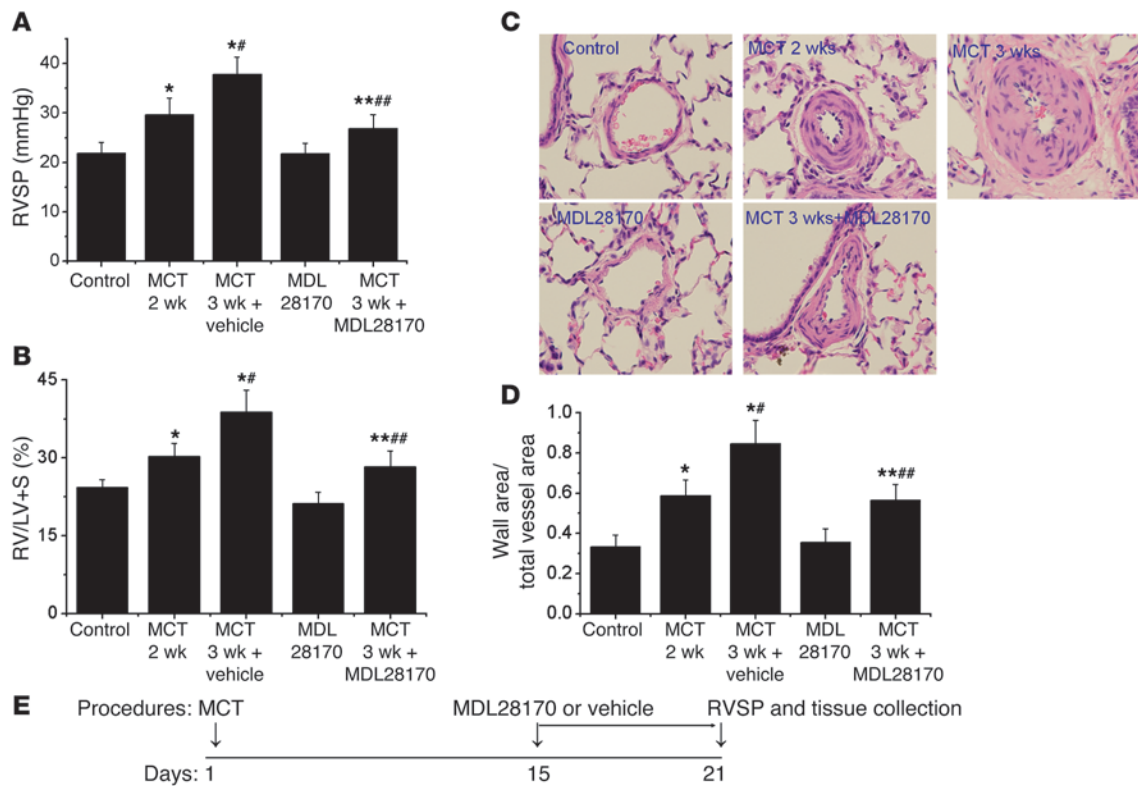 A
RVSP (mmHg)
40
30
20
10
0
*
*#
**##
Control
MCT
2 wk
MCT
3 wk +
vehicle
MDL
28170
MCT
3 wk +
MDL28170
B
RV/LV+S (%)
45
30
15
0
*
*#
**##
Control
MCT
2 wk
MCT
3 wk +
vehicle
MDL
28170
MCT
3 wk +
MDL28170
C
Control
MCT 2 wks
MCT 3 wks
MDL28170
MCT 3 wks+MDL28170
D
Wall area/
total vessel area
1.0
0.8
0.6
0.4
0.2
0.0
*
*#
**##
Control
MCT
2 wk
MCT
3 wk +
vehicle
MDL
28170
MCT
3 wk +
MDL28170
E
Procedures: MCT MDL28170 or vehicle RVSP and tissue collection
Days: 1 15 21